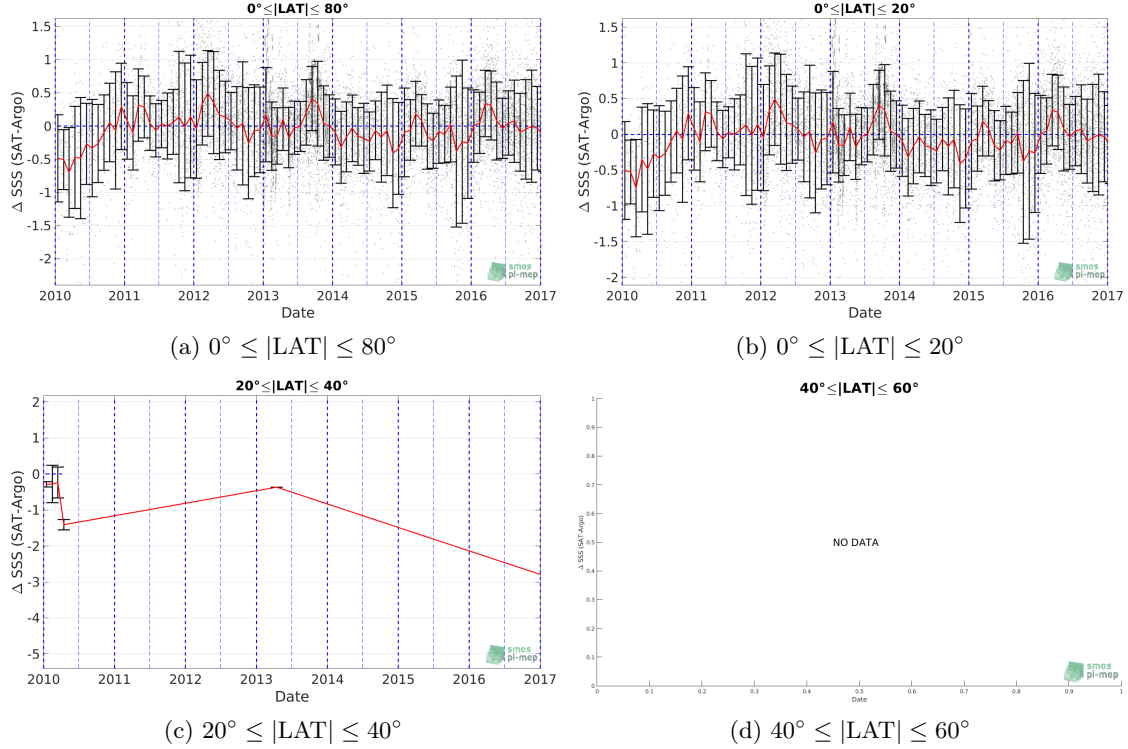 0°≤|LAT|≤ 80°
Δ SSS (SAT-Argo)
1.5
1
0.5
0
-0.5
-1
-1.5
-2
2010 2011 2012 2013 2014 2015 2016 2017
Date
smos
pi-mep
(a) 0° ≤ |LAT| ≤ 80°
0°≤|LAT|≤ 20°
Δ SSS (SAT-Argo)
1.5
1
0.5
0
-0.5
-1
-1.5
-2
2010 2011 2012 2013 2014 2015 2016 2017
Date
smos
pi-mep
(b) 0° ≤ |LAT| ≤ 20°
20°≤|LAT|≤ 40°
Δ SSS (SAT-Argo)
2
1
0
-1
-2
-3
-4
-5
2010 2011 2012 2013 2014 2015 2016 2017
Date
smos
pi-mep
(c) 20° ≤ |LAT| ≤ 40°
40°≤|LAT|≤ 60°
Δ SSS (SAT-Argo)
1
0.9
0.8
0.7
0.6
0.5
0.4
0.3
0.2
0.1
0
NO DATA
0 0.1 0.2 0.3 0.4 0.5 0.6 0.7 0.8 0.9 1
Date
smos
pi-mep
(d) 40° ≤ |LAT| ≤ 60°